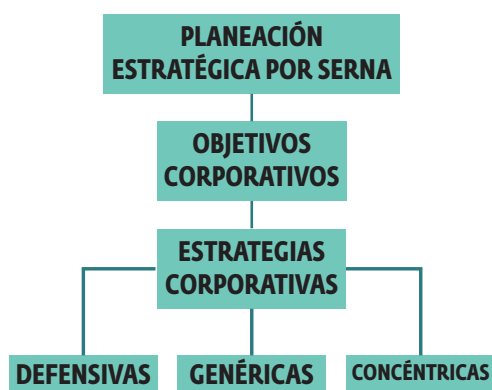 PLANEACIÓN
ESTRATÉGICA POR SERNA
OBJETIVOS
CORPORATIVOS
ESTRATEGIAS
CORPORATIVAS
DEFENSIVAS
GENÉRICAS
CONCÉNTRICAS